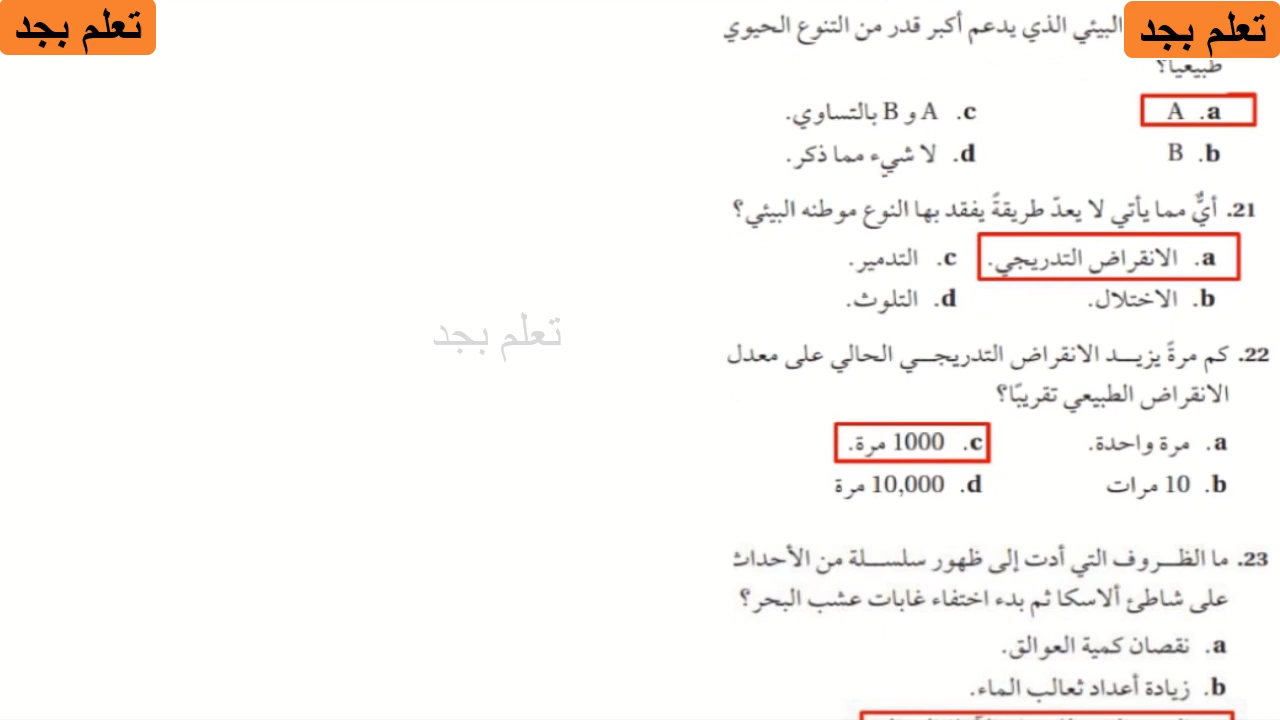 تعلم بجد
تعلم بجد
البيئي الذي يدعم أكبر قدر من التنوع الحيوي
طبيعيا؟
a. A
c. A و B بالتساوي.
b. B
d. لا شيء مما ذكر.
21. أيٌّ مما يأتي لا يعدّ طريقةً يفقد بها النوع موطنه البيئي؟
a. الانقراض التدريجي.
c. التدمير.
b. الاختلال.
d. التلوث.
تعلم بجد
22. كم مرةً يزيد الانقراض التدريجي الحالي على معدل
الانقراض الطبيعي تقريبًا؟
a. مرة واحدة.
c. 1000 مرة.
b. 10 مرات
d. 10,000 مرة
23. ما الظروف التي أدت إلى ظهور سلسلة من الأحداث
على شاطئ ألاسكا ثم بدء اختفاء غابات عشب البحر؟
a. نقصان كمية العوالق.
b. زيادة أعداد ثعالب الماء.